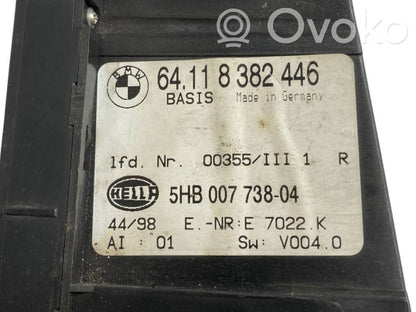 Ovoko
BMW
64.11 8 382 446
BASIS Made in Germany
lfd. Nr. 00355/III 1 R
HELLA 5HB 007 738-04
44/98 E.-NR:E 7022.K
AI : 01 SW: V004.0